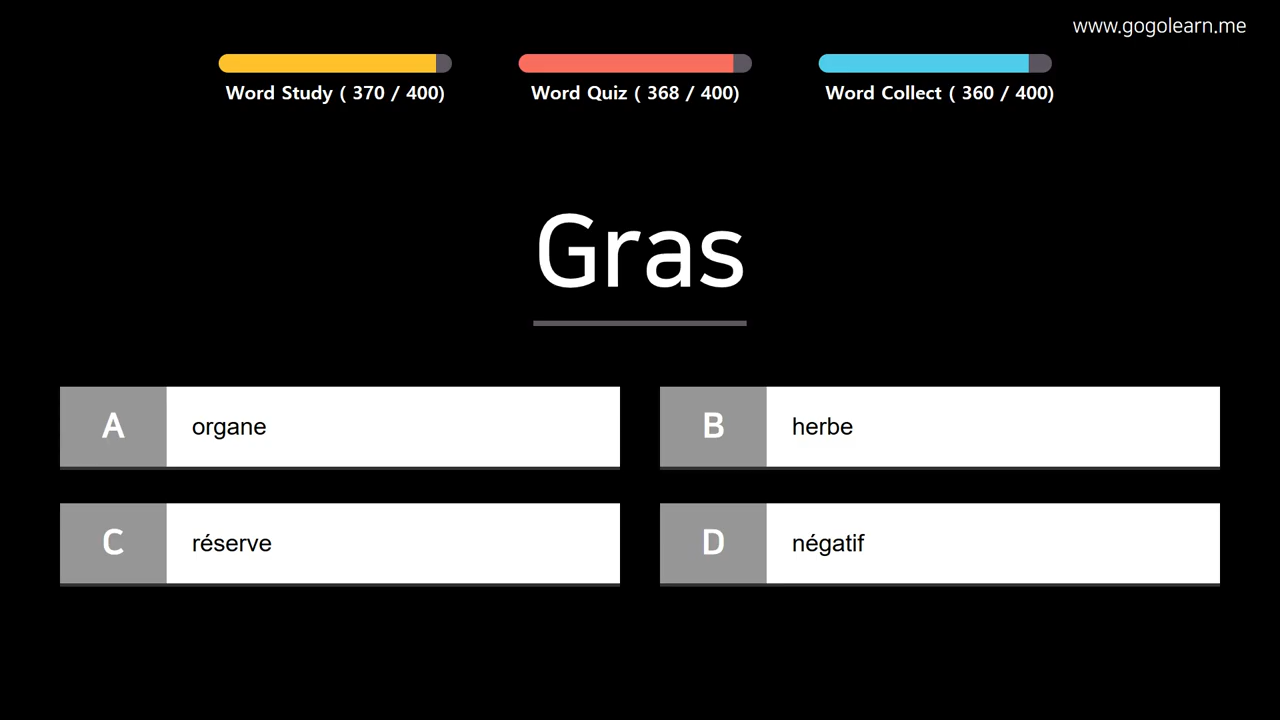 www.gogolearn.me
Word Study ( 370 / 400)
Word Quiz ( 368 / 400)
Word Collect ( 360 / 400)
Gras
A organe
B herbe
C réserve
D négatif